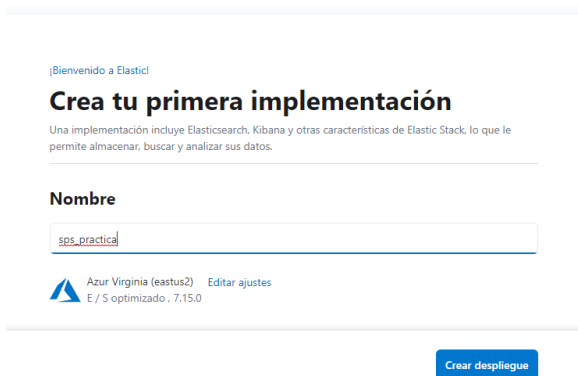 ¡Bienvenido a Elastic!
Crea tu primera implementación
Una implementación incluye Elasticsearch, Kibana y otras características de Elastic Stack, lo que le
permite almacenar, buscar y analizar sus datos.
Nombre
sps_practica
Azur Virginia (eastus2) Editar ajustes
E / S optimizado , 7.15.0
Crear despliegue